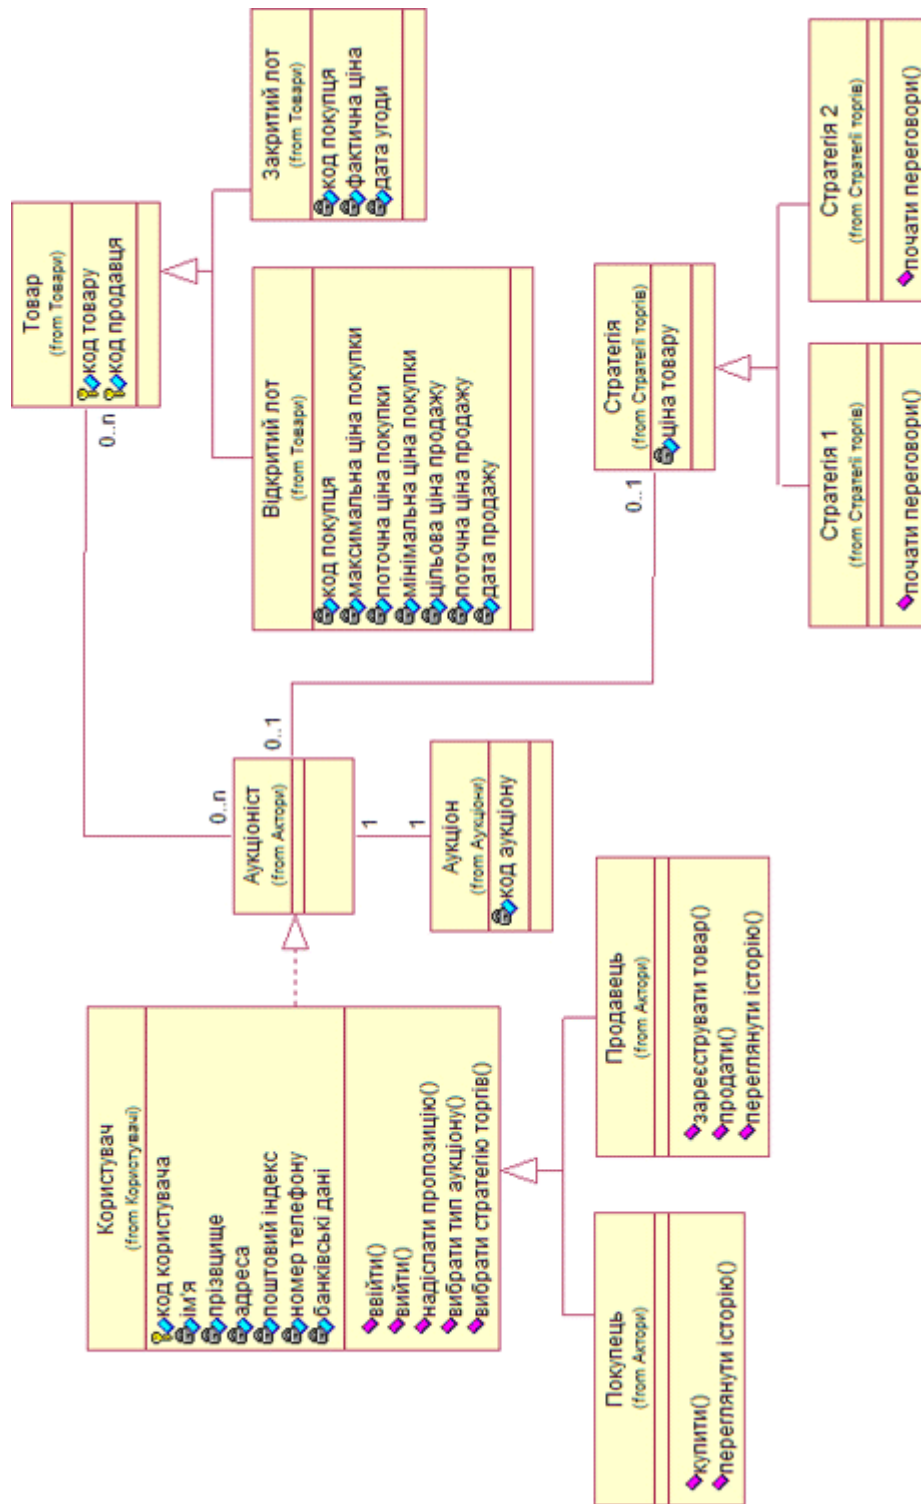 Товар
(from Товари)
код товару
код продавця
Закритий лот
(from Товари)
код покупця
фактична ціна
дата угоди
Відкритий лот
(from Товари)
код покупця
максимальна ціна покупки
поточна ціна покупки
мінімальна ціна покупки
цільова ціна продажу
поточна ціна продажу
дата продажу
0..n
0..n
Аукціоніст
(from Актори)
0..1
0..1
1
1
Аукціон
(from Аукціони)
код аукціону
Стратегія
(from Стратегії торгів)
ціна товару
Стратегія 1
(from Стратегії торгів)
почати переговори()
Стратегія 2
(from Стратегії торгів)
почати переговори()
Користувач
(from Користувачі)
код користувача
ім'я
прізвище
адреса
поштовий індекс
номер телефону
банківські дані
ввійти()
вийти()
надіслати пропозицію()
вибрати тип аукціону()
вибрати стратегію торгів()
Покупець
(from Актори)
купити()
переглянути історію()
Продавець
(from Актори)
зареєструвати товар()
продати()
переглянути історію()